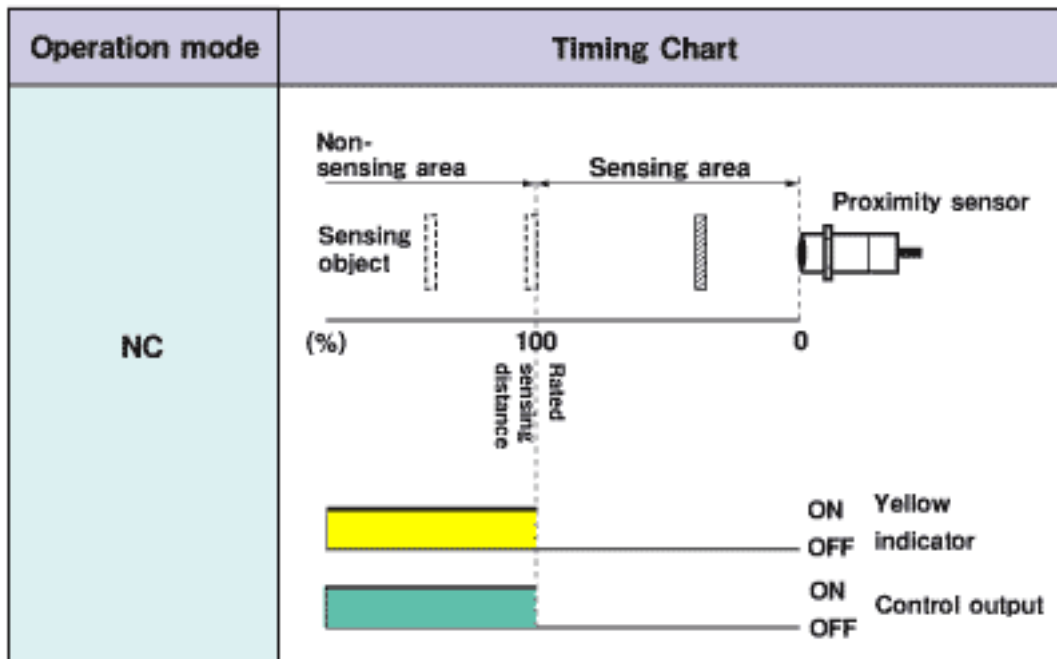 Operation mode
Timing Chart
NC
Non-
sensing area
Sensing area
Proximity sensor
Sensing
object
(%)
100
0
Rated
sensing
distance
ON
OFF
Yellow
indicator
ON
OFF
Control output